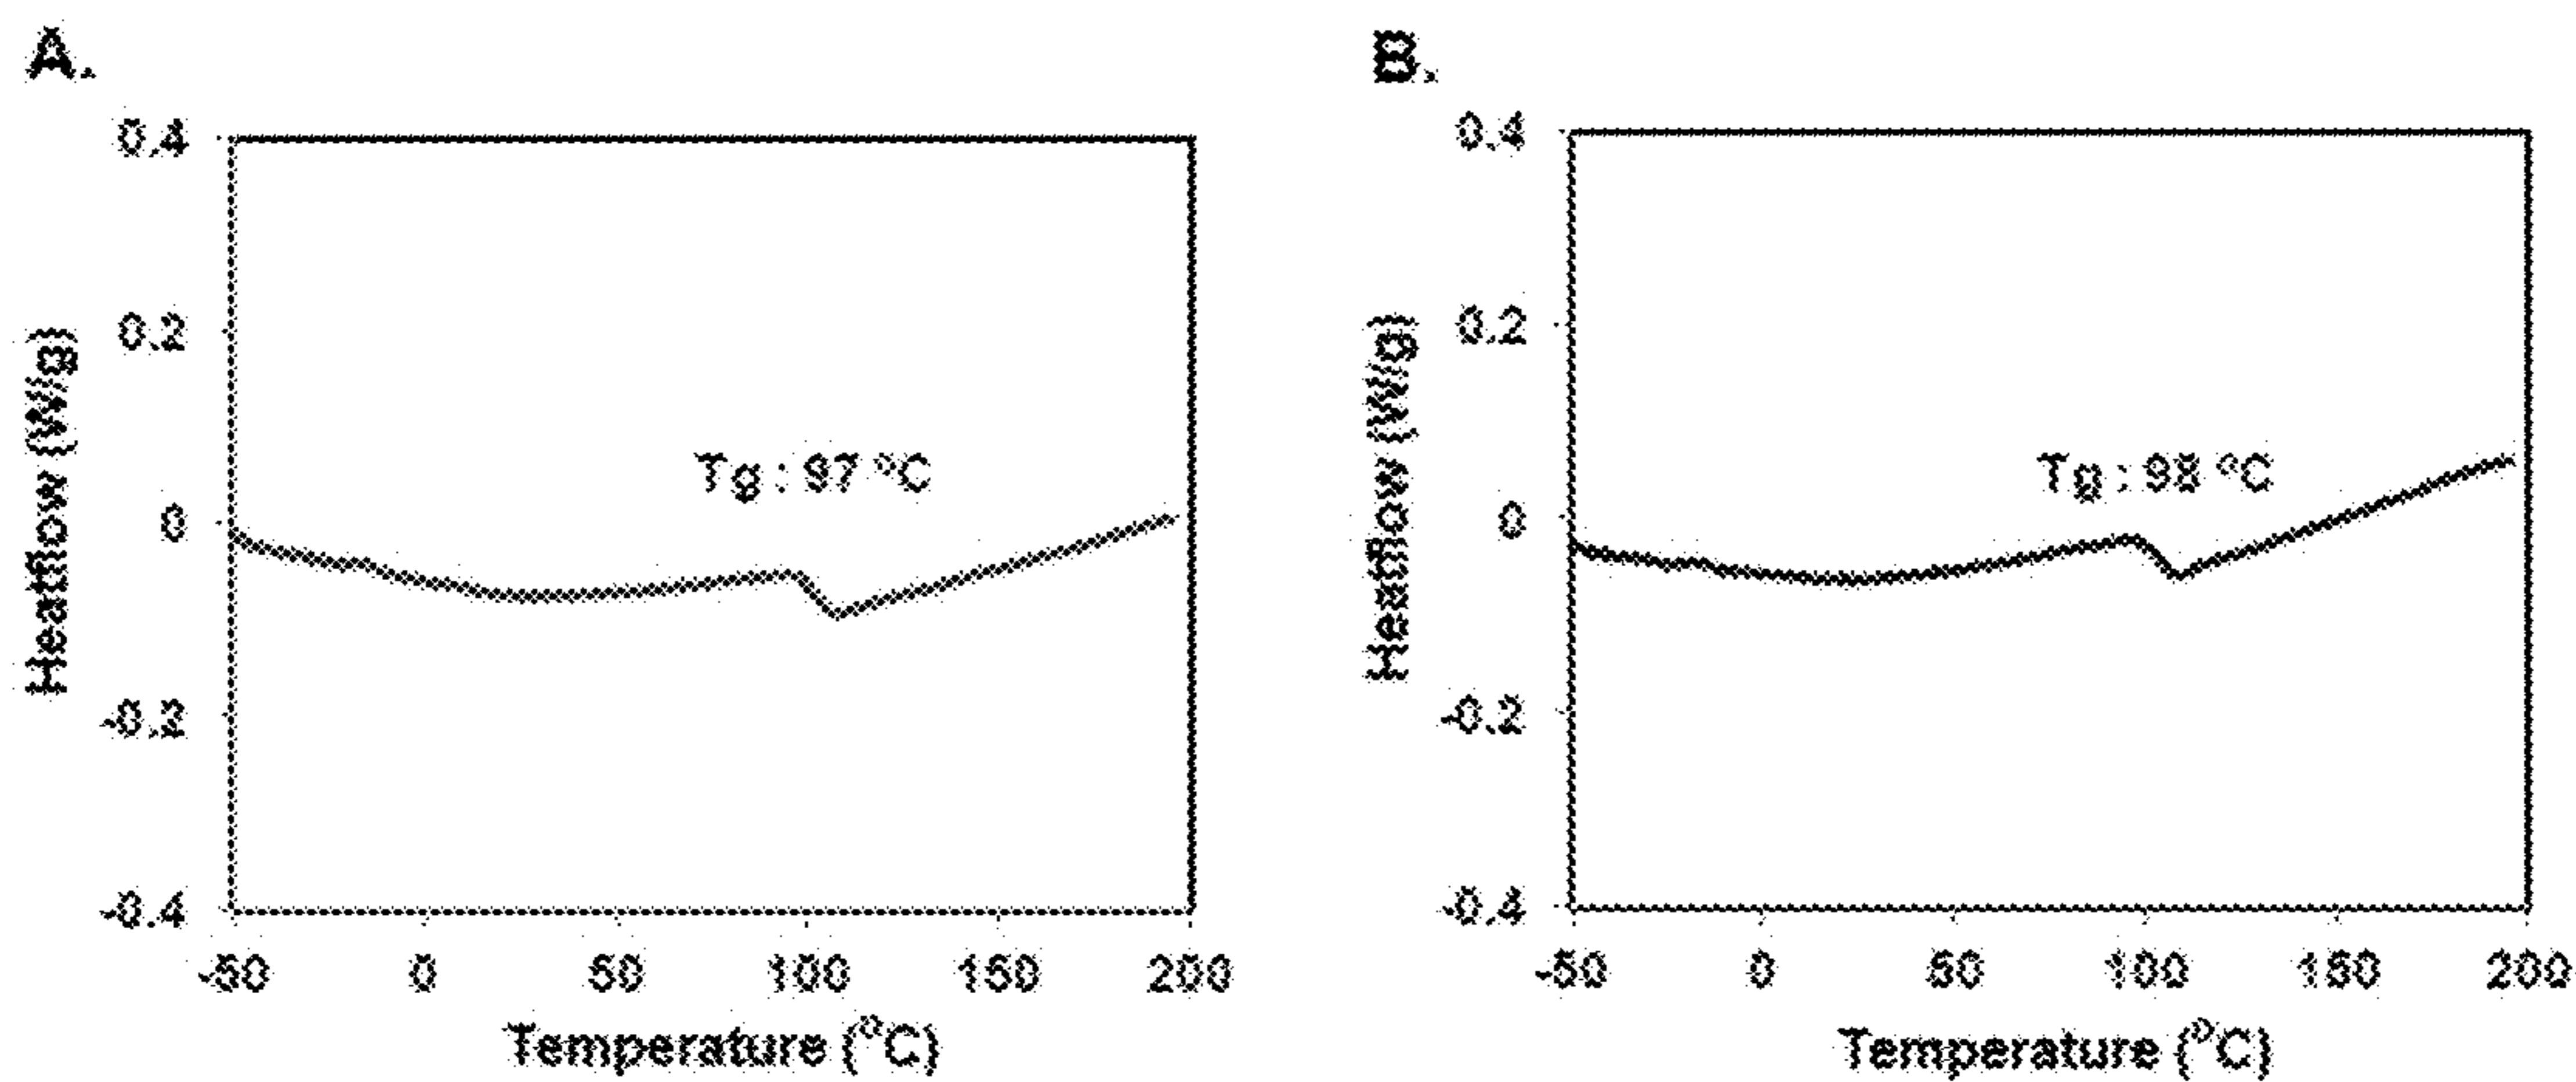 A.
0.4
0.2
0
-0.2
-0.4
Heatflow (W/g)
Tg : 97 °C
-50 0 50 100 150 200
Temperature (°C)
B.
0.4
0.2
0
-0.2
-0.4
Heatflow (W/g)
Tg : 98 °C
-50 0 50 100 150 200
Temperature (°C)